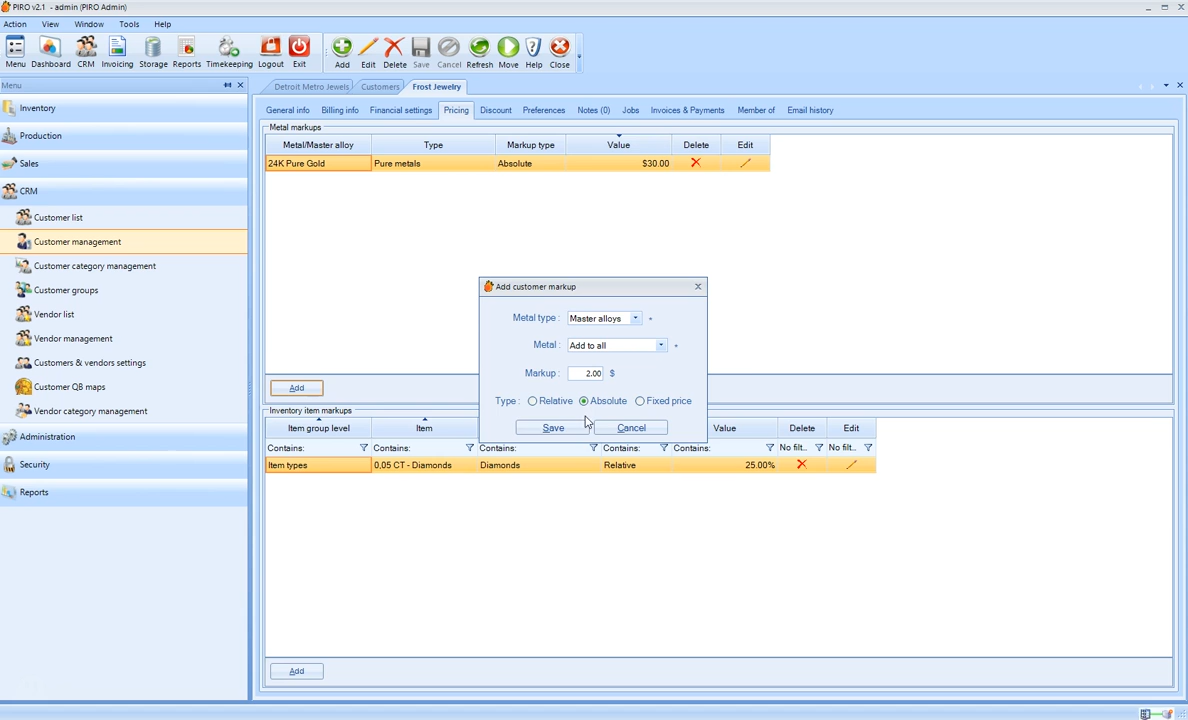 PIRO v2.1 - admin (PIRO Admin)
Action View Window Tools Help
Menu Dashboard CRM Invoicing Storage Reports Timekeeping Logout Exit Add Edit Delete Save Cancel Refresh Move Help Close
Menu
Detroit Metro Jewels Customers Frost Jewelry
Inventory
Production
Sales
CRM
Customer list
Customer management
Customer category management
Customer groups
Vendor list
Vendor management
Customers & vendors settings
Customer QB maps
Vendor category management
Administration
Security
Reports
General info Billing info Financial settings Pricing Discount Preferences Notes (0) Jobs Invoices & Payments Member of Email history
Metal markups
Metal/Master alloy Type Markup type Value Delete Edit
24K Pure Gold Pure metals Absolute $30.00
Add customer markup
Metal type : Master alloys
Metal : Add to all
Markup : 2.00 $
Type : Relative Absolute Fixed price
Save Cancel
Add
Inventory item markups
Item group level Item Value Delete Edit
Contains: Contains: Contains: Contains: Contains: No filt... No filt...
Item types 0,05 CT - Diamonds Diamonds Relative 25.00%
Add